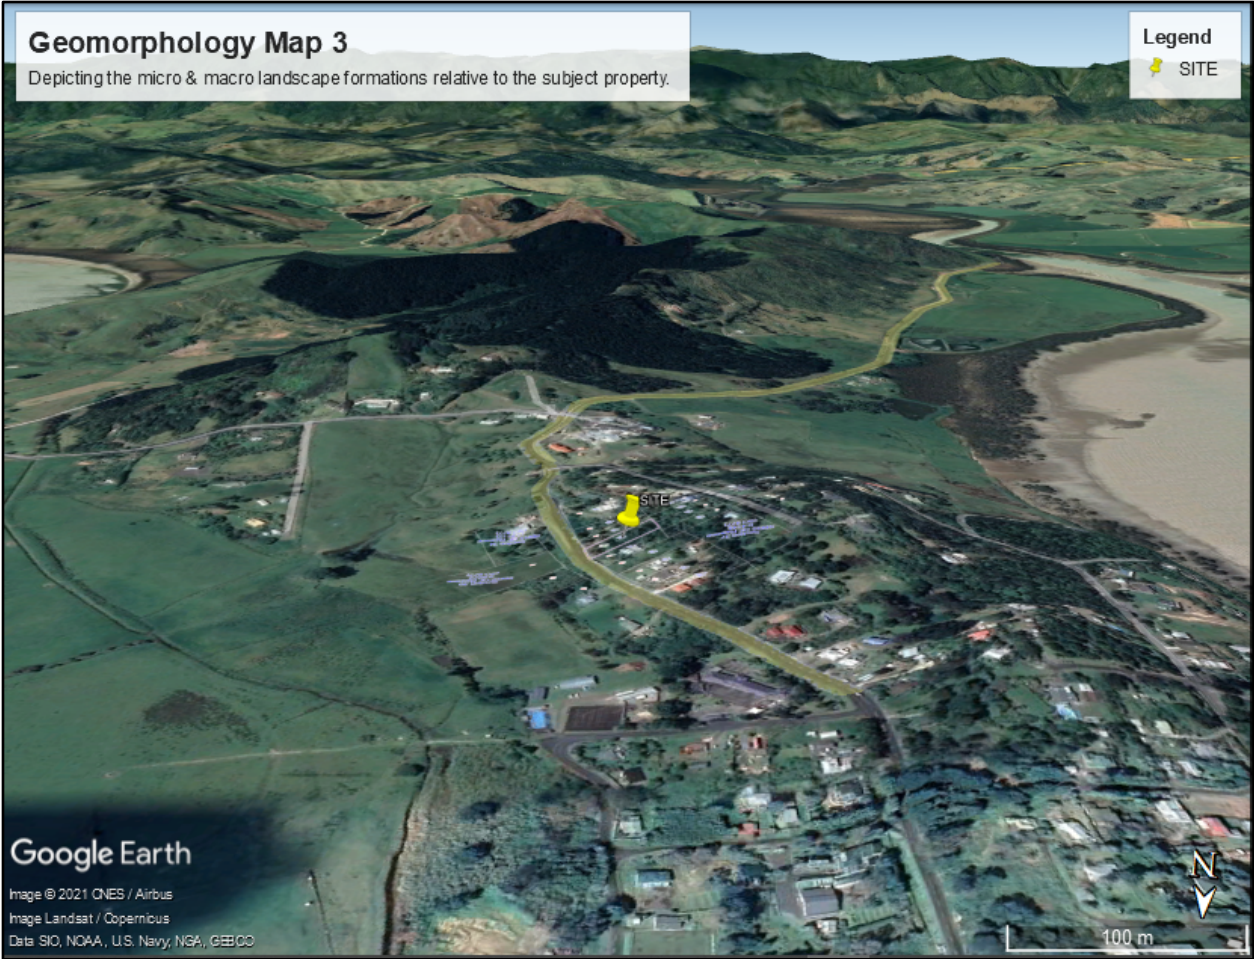 Geomorphology Map 3
Depicting the micro & macro landscape formations relative to the subject property.
Legend
SITE
SITE
Google Earth
Image © 2021 CNES / Airbus
Image Landsat / Copernicus
Data SIO, NOAA, U.S. Navy, NGA, GEBCO
N
100 m